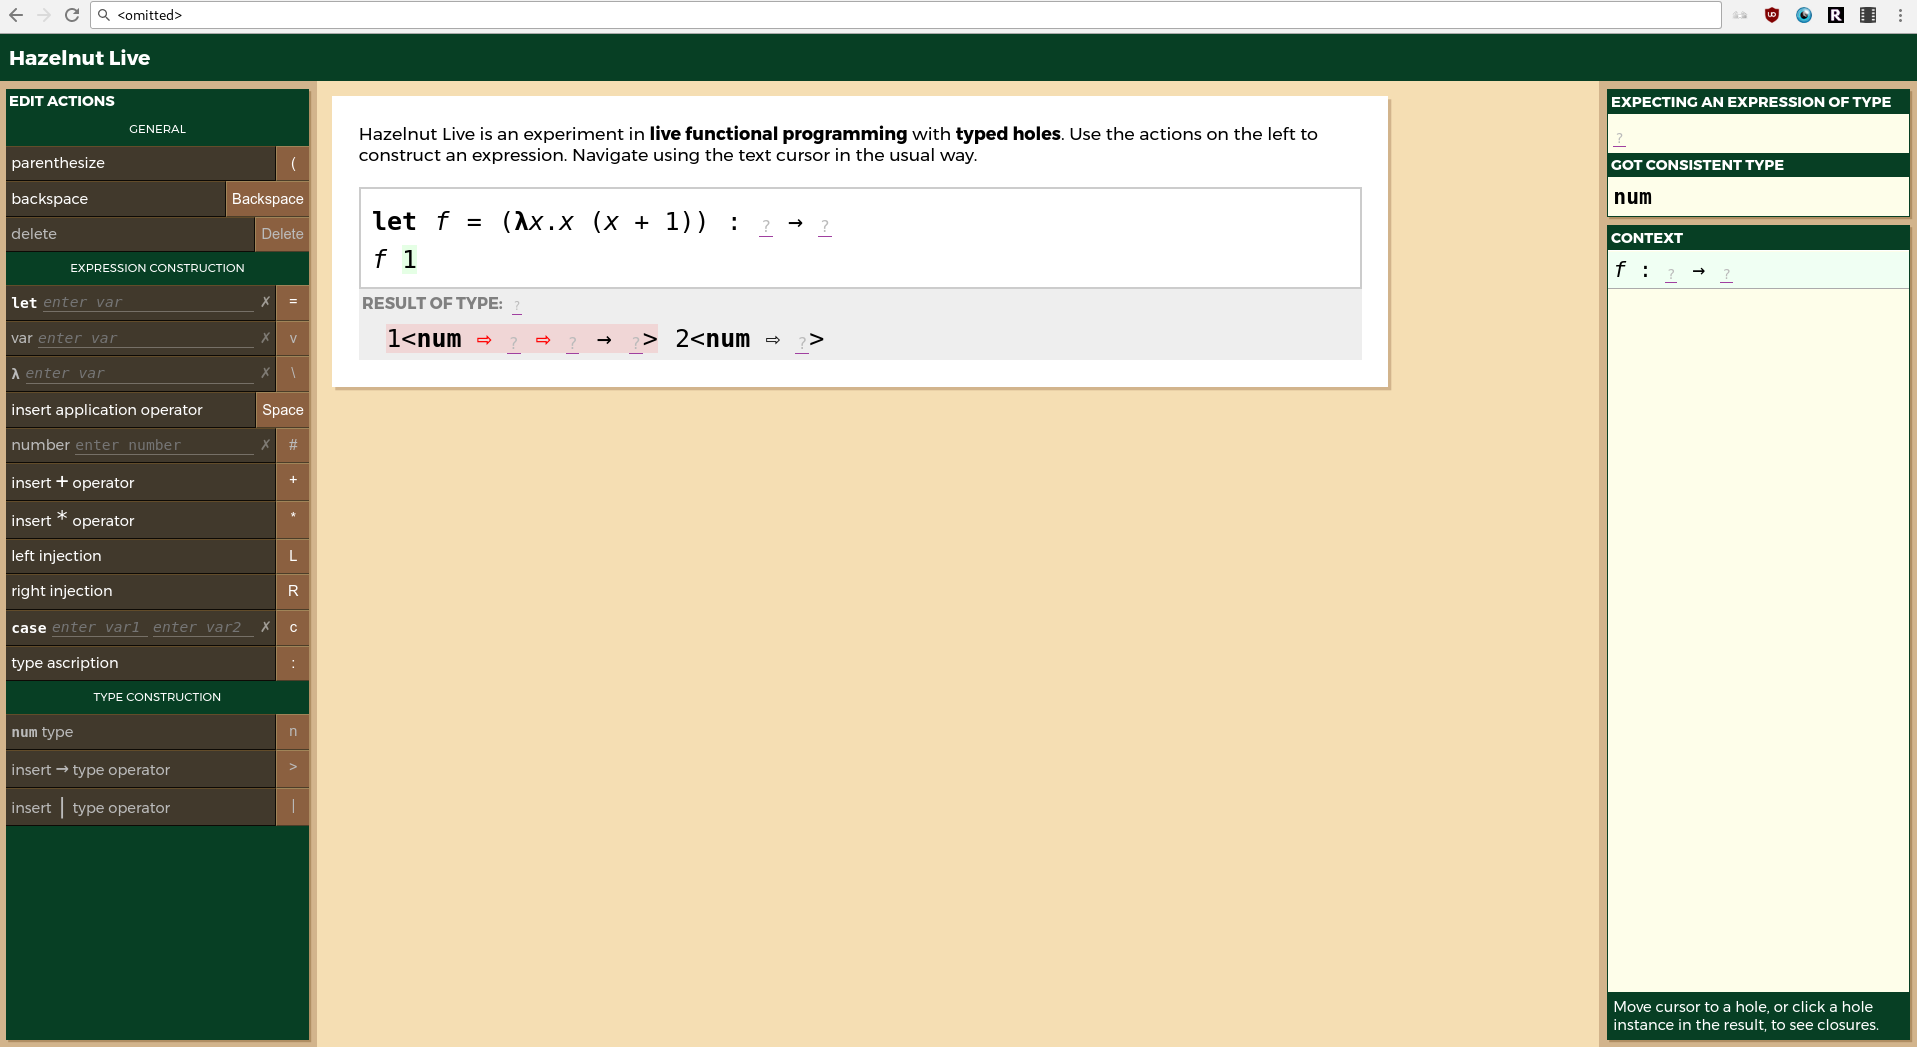 <omitted>
Hazelnut Live
EDIT ACTIONS
GENERAL
parenthesize (
backspace Backspace
delete Delete
EXPRESSION CONSTRUCTION
let enter var ✗ =
var enter var ✗ v
λ enter var ✗ \
insert application operator Space
number enter number ✗ #
insert + operator +
insert * operator *
left injection L
right injection R
case enter var1 enter var2 ✗ c
type ascription :
TYPE CONSTRUCTION
num type n
insert → type operator >
insert | type operator |
Hazelnut Live is an experiment in live functional programming with typed holes. Use the actions on the left to
construct an expression. Navigate using the text cursor in the usual way.
let f = (λx.x (x + 1)) : ? → ?
f 1
RESULT OF TYPE: ?
1<num ⇨ ? ⇨ ? → ?> 2<num ⇨ ?>
EXPECTING AN EXPRESSION OF TYPE
?
GOT CONSISTENT TYPE
num
CONTEXT
f : ? → ?
Move cursor to a hole, or click a hole
instance in the result, to see closures.